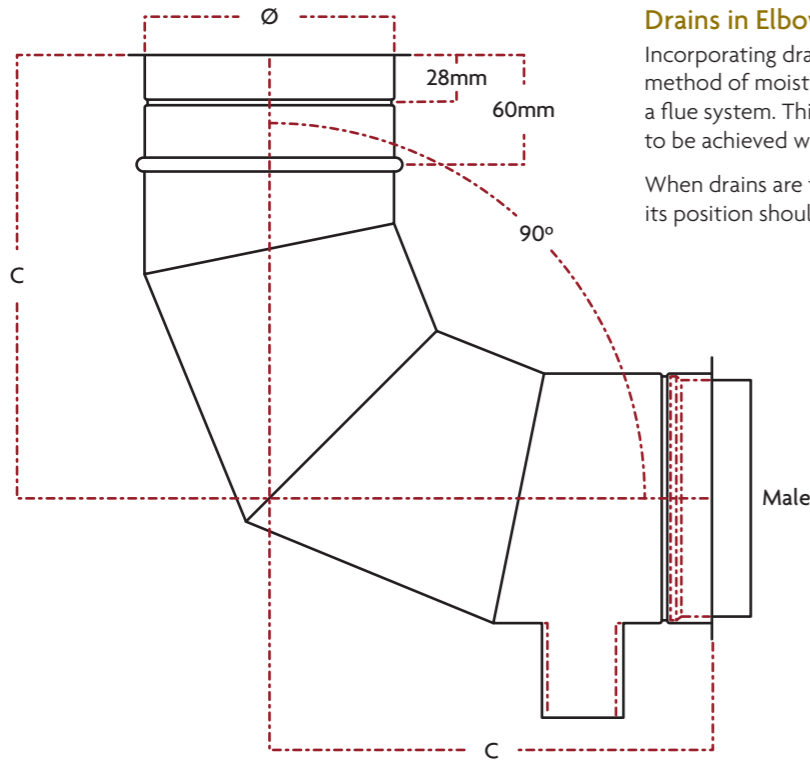 Ø
28mm
60mm
90º
C
Male
C
Drains in Elbow
Incorporating dra
method of moist
a flue system. Thi
to be achieved w
When drains are
its position shoul